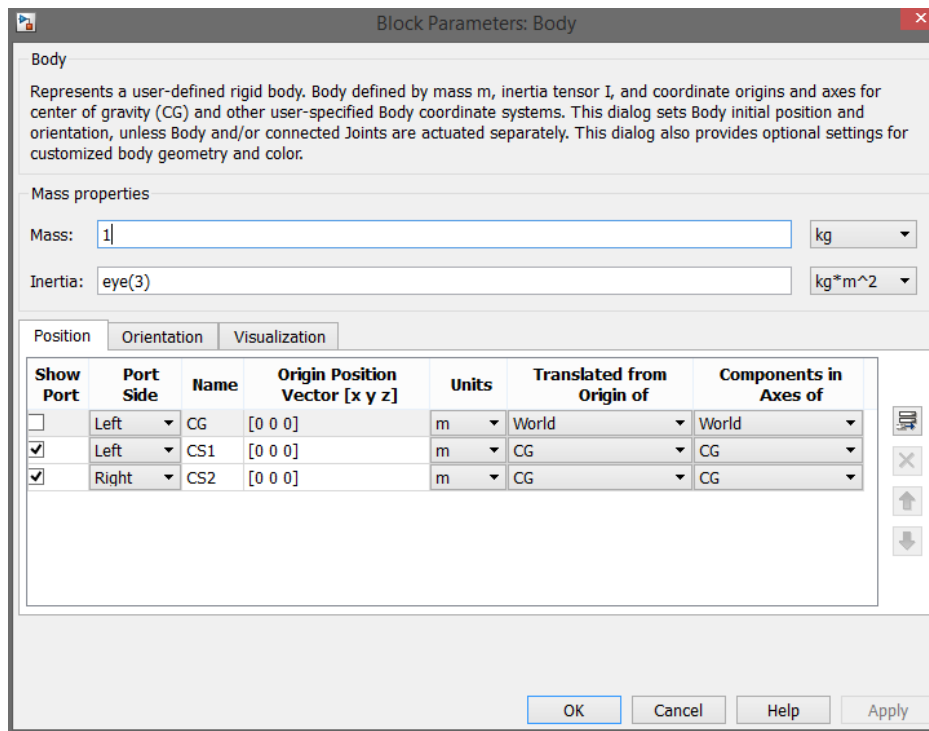 Block Parameters: Body
Body
Represents a user-defined rigid body. Body defined by mass m, inertia tensor I, and coordinate origins and axes for
center of gravity (CG) and other user-specified Body coordinate systems. This dialog sets Body initial position and
orientation, unless Body and/or connected Joints are actuated separately. This dialog also provides optional settings for
customized body geometry and color.
Mass properties
Mass: 1 kg
Inertia: eye(3) kg*m^2
Position Orientation Visualization
Show Port Origin Position Translated from Components in
Port Side Name Vector [x y z] Units Origin of Axes of
Left CG [0 0 0] m World World
Left CS1 [0 0 0] m CG CG
Right CS2 [0 0 0] m CG CG
OK Cancel Help Apply